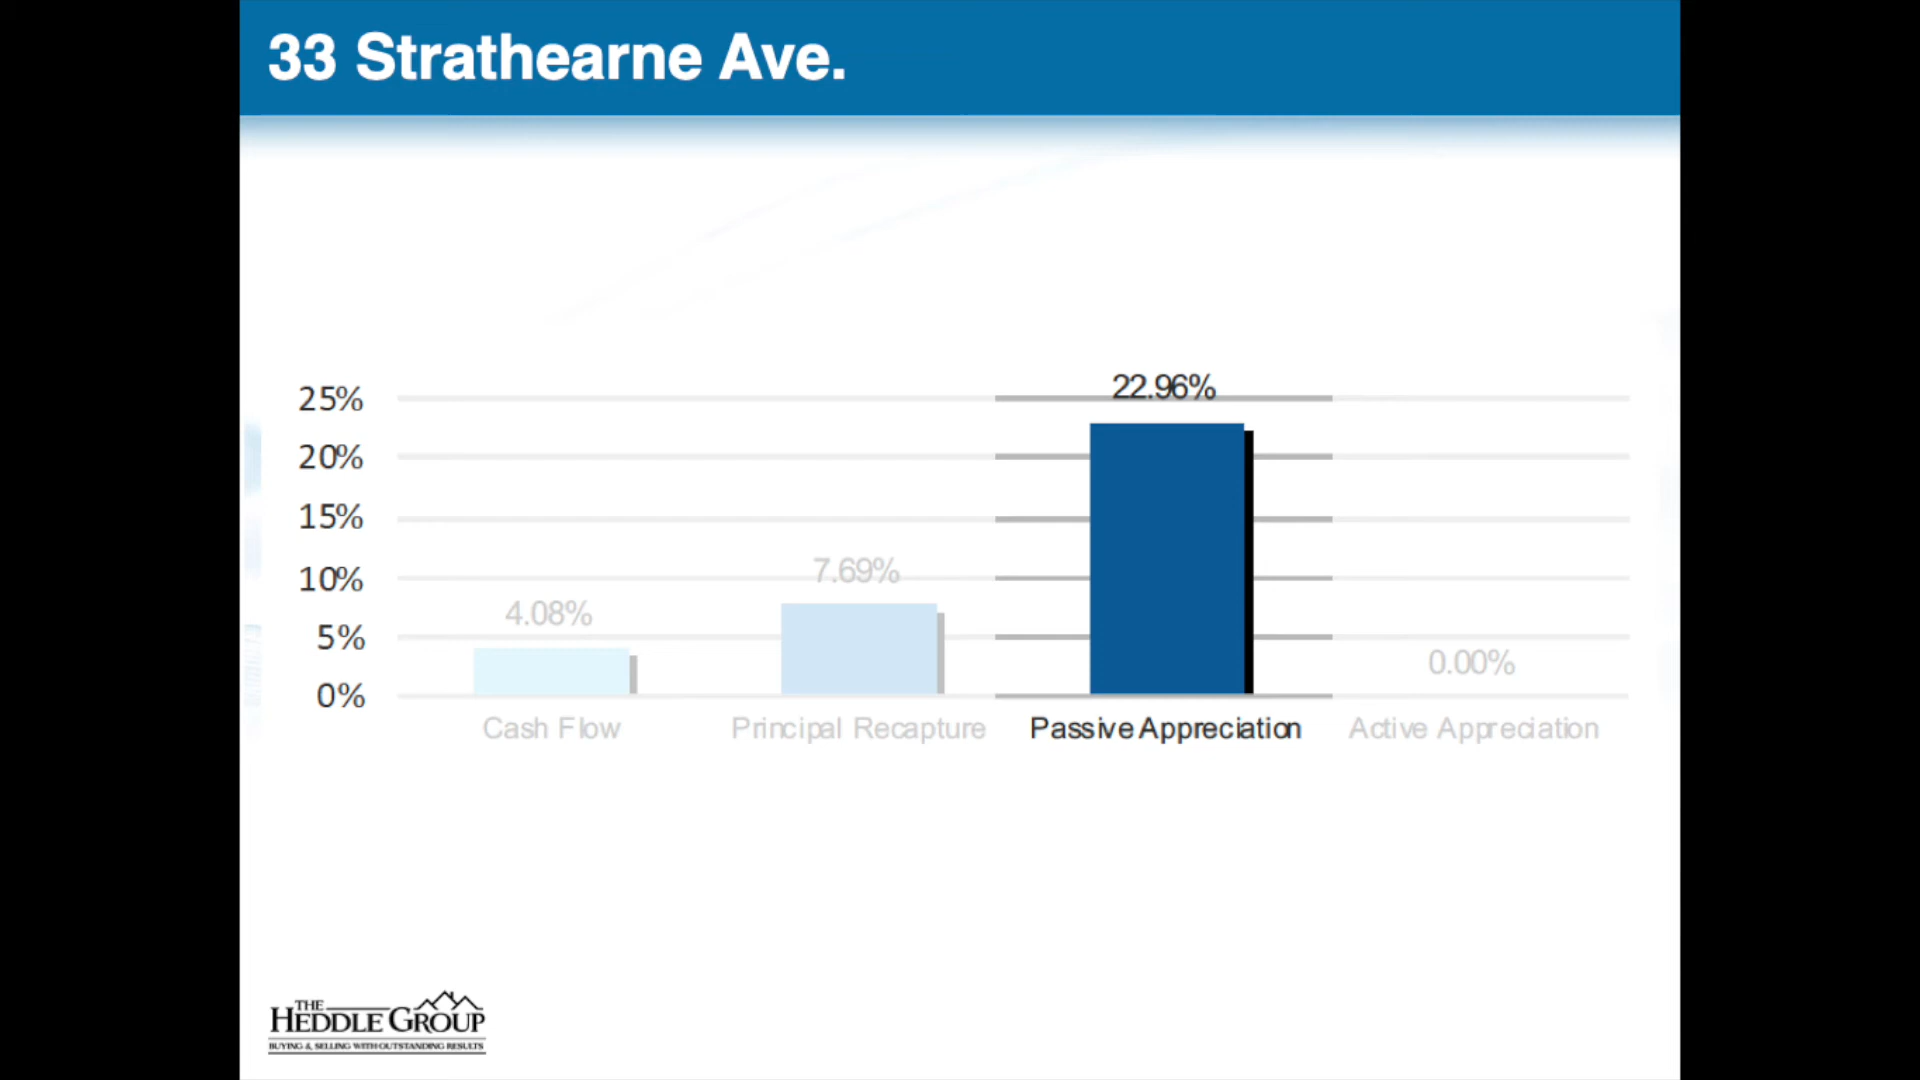 33 Strathearne Ave.
25%
20%
15%
10%
5%
0%
4.08%
7.69%
22.96%
0.00%
Cash Flow
Principal Recapture
Passive Appreciation
Active Appreciation
THE
HEDDLE GROUP
BUYING & SELLING WITH OUTSTANDING RESULTS